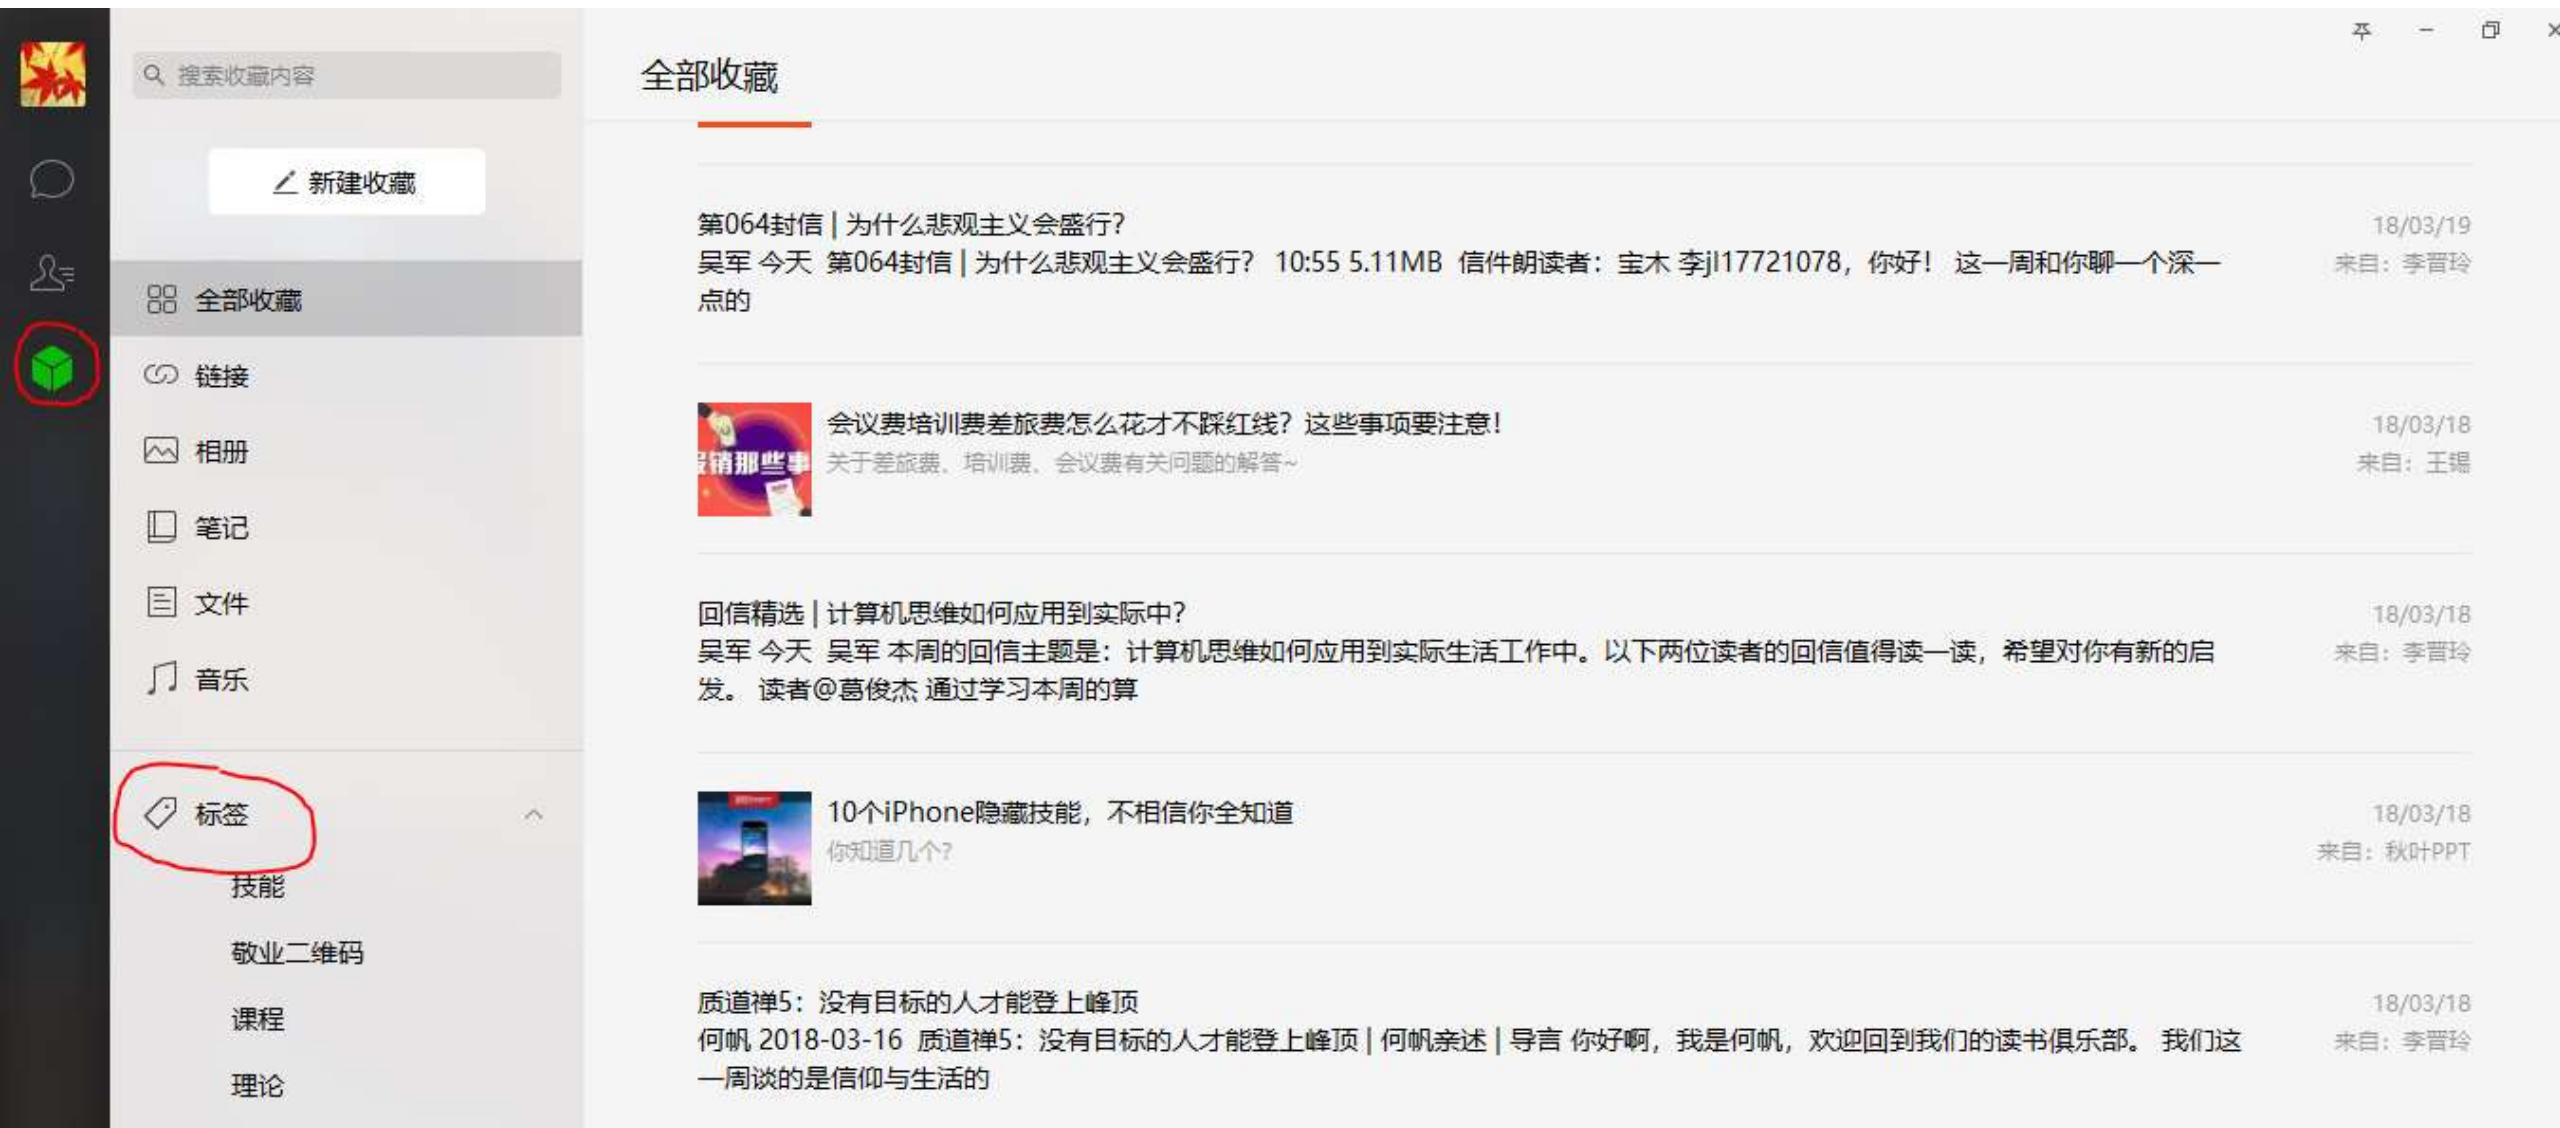 搜索收藏内容
新建收藏
全部收藏
链接
相册
笔记
文件
音乐
标签
技能
敬业二维码
课程
理论
全部收藏
第064封信 | 为什么悲观主义会盛行？
18/03/19
吴军 今天 第064封信 | 为什么悲观主义会盛行？ 10:55 5.11MB 信件朗读者：宝木 李jl17721078，你好！ 这一周和你聊一个深一
来自：李晋玲
点的
会议费培训费差旅费怎么花才不踩红线？这些事项要注意！
18/03/18
销那些事
关于差旅费、培训费、会议费有关问题的解答~
来自：王锡
回信精选 | 计算机思维如何应用到实际中？
18/03/18
吴军 今天 吴军 本周的回信主题是：计算机思维如何应用到实际生活工作中。以下两位读者的回信值得读一读，希望对你有新的启
来自：李晋玲
发。 读者@葛俊杰 通过学习本周的算
10个iPhone隐藏技能，不相信你全知道
18/03/18
你知道几个？
来自：秋叶PPT
质道禅5：没有目标的人才能登上峰顶
18/03/18
何帆 2018-03-16 质道禅5：没有目标的人才能登上峰顶 | 何帆亲述 | 导言 你好啊，我是何帆，欢迎回到我们的读书俱乐部。 我们这
来自：李晋玲
一周谈的是信仰与生活的